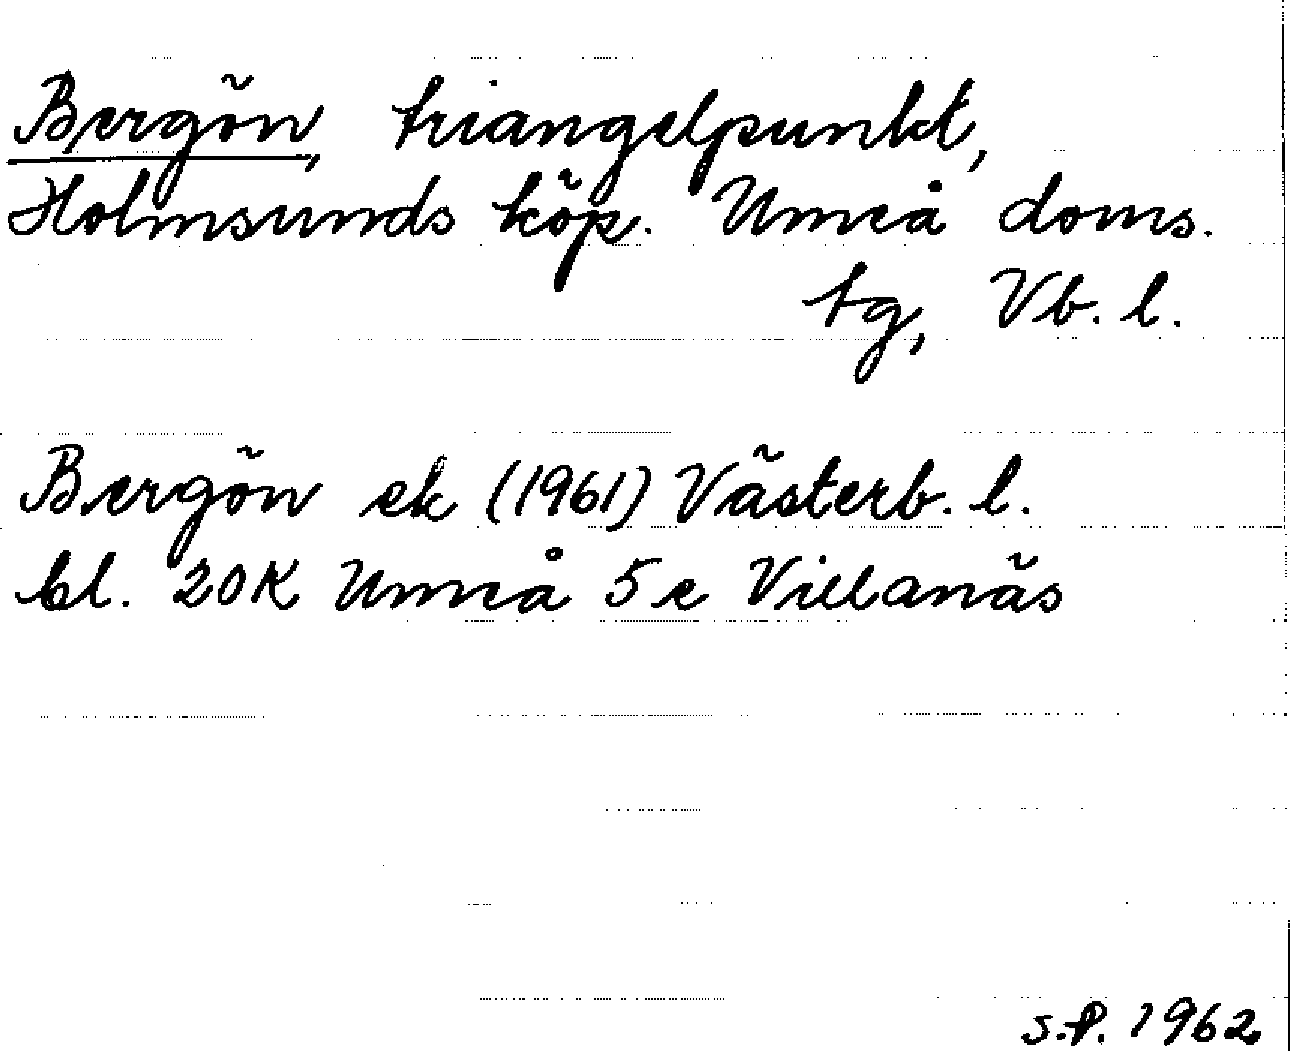 Bergön, triangelpunkt,
Holmsunds köp. Umeå doms.
tg, Vb. l.
Bergön ek (1961) Västerb. l.
bl. 20K Umeå 5e Villanäs
S.P. 1962